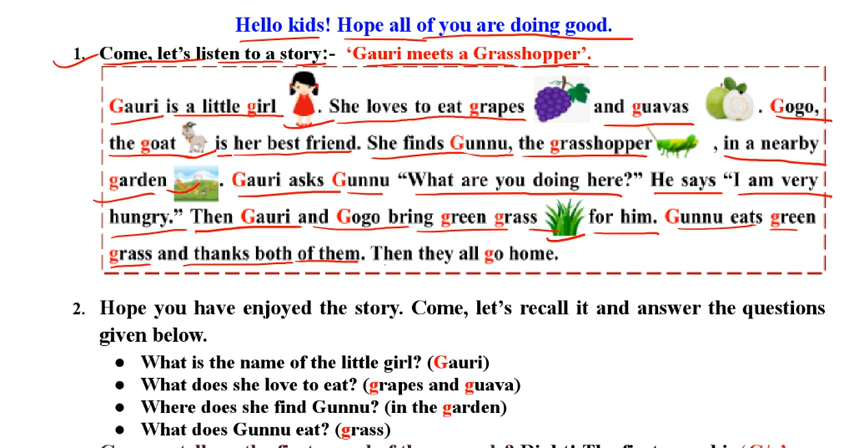 Hello kids! Hope all of you are doing good.
1. Come, let's listen to a story:- 'Gauri meets a Grasshopper'.
Gauri is a little girl . She loves to eat grapes and guavas . Gogo,
the goat is her best friend. She finds Gunnu, the grasshopper , in a nearby
garden . Gauri asks Gunnu “What are you doing here?” He says “I am very
hungry.” Then Gauri and Gogo bring green grass for him. Gunnu eats green
grass and thanks both of them. Then they all go home.
2. Hope you have enjoyed the story. Come, let's recall it and answer the questions
given below.
● What is the name of the little girl? (Gauri)
● What does she love to eat? (grapes and guava)
● Where does she find Gunnu? (in the garden)
● What does Gunnu eat? (grass)